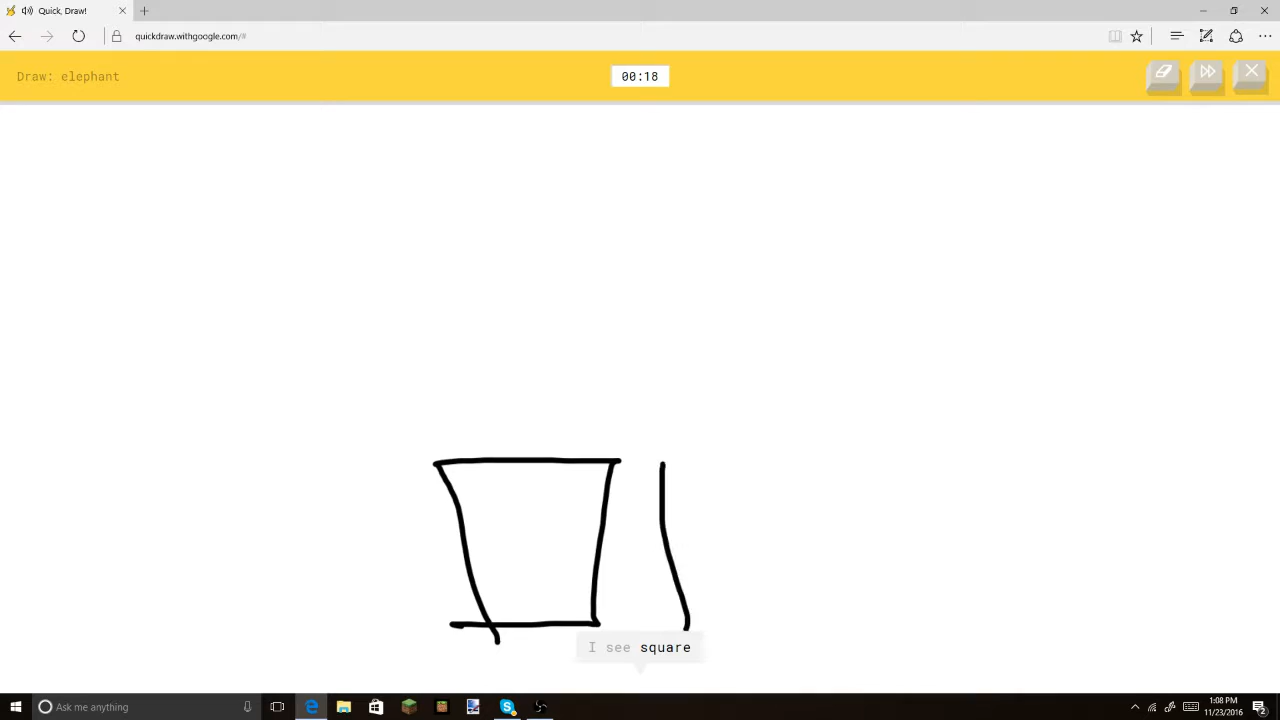 Quick, Draw!
quickdraw.withgoogle.com/#
Draw: elephant
00:18
I see square
Ask me anything
1:08 PM
11/23/2016
2